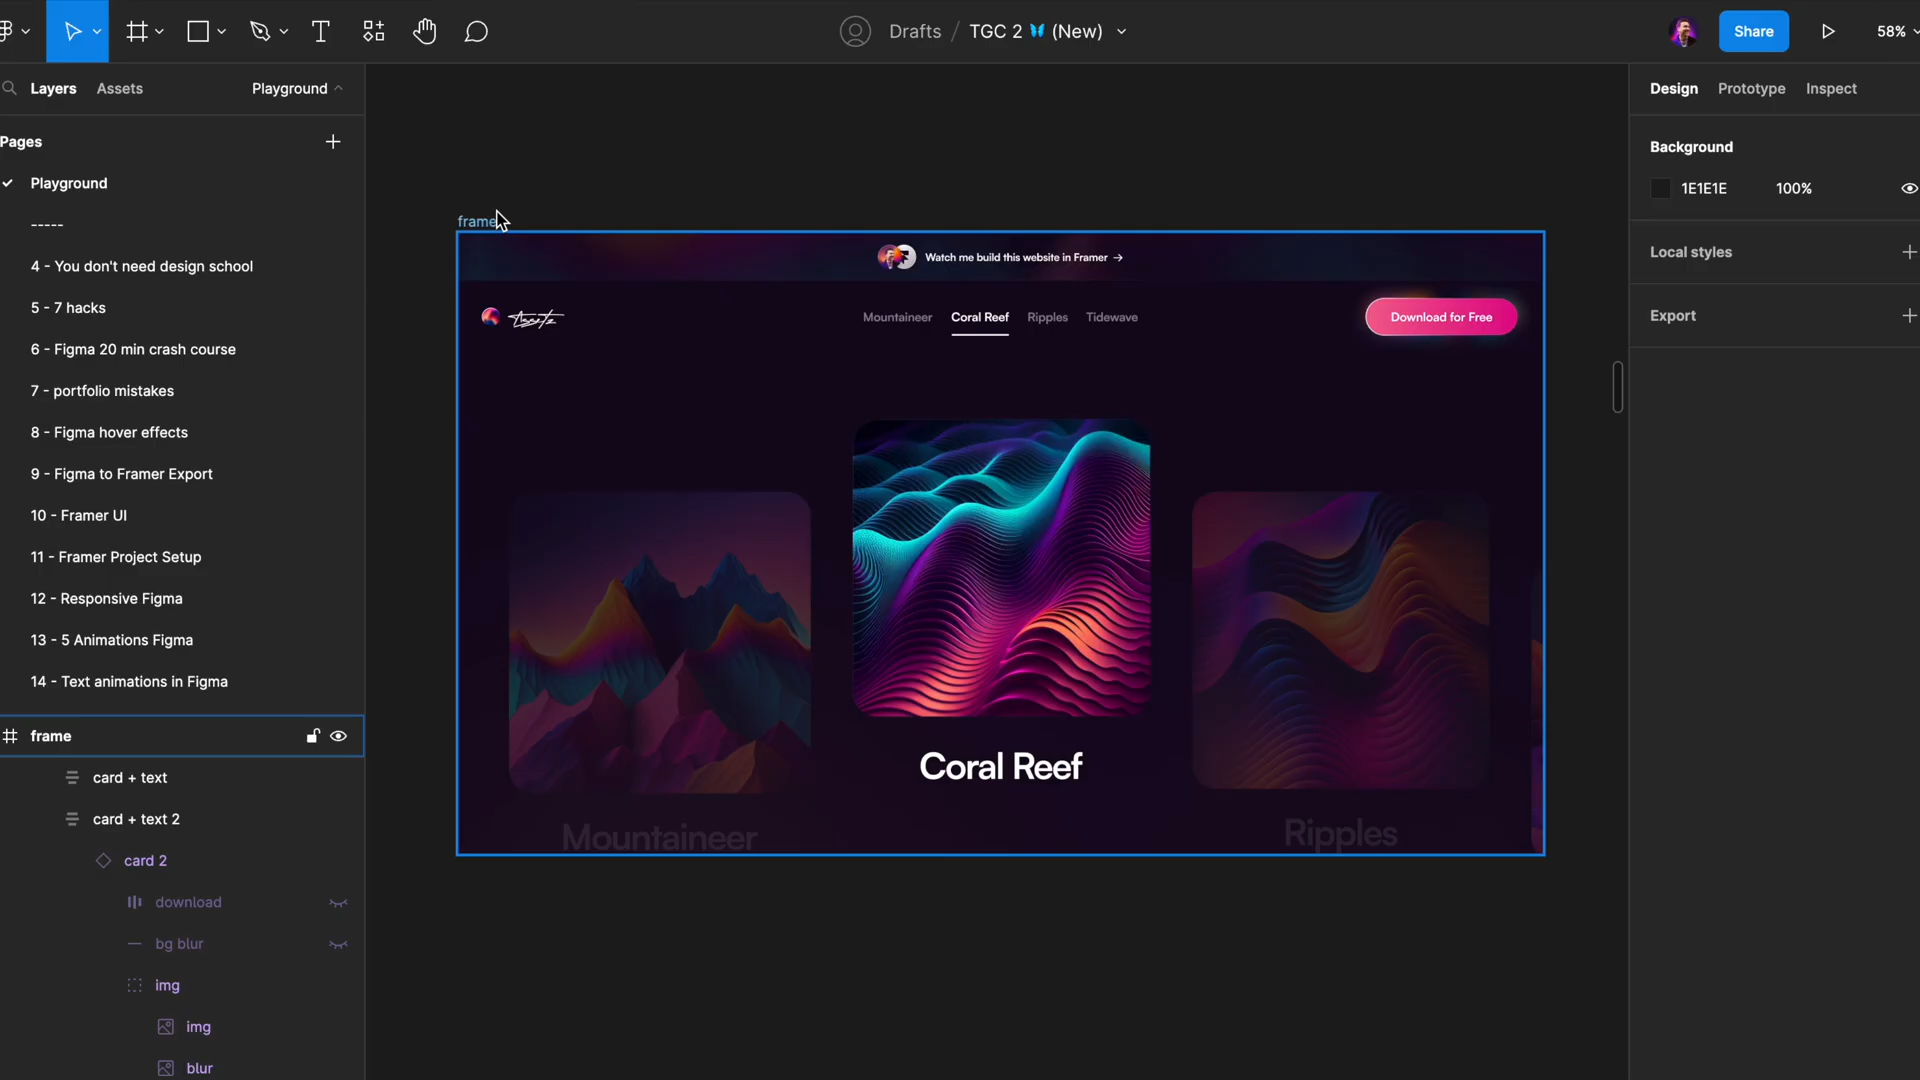 Drafts / TGC 2 🦋 (New)
Share
58%
Layers
Assets
Playground
Design
Prototype
Inspect
Pages
Playground
-----
4 - You don't need design school
5 - 7 hacks
6 - Figma 20 min crash course
7 - portfolio mistakes
8 - Figma hover effects
9 - Figma to Framer Export
10 - Framer UI
11 - Framer Project Setup
12 - Responsive Figma
13 - 5 Animations Figma
14 - Text animations in Figma
frame
card + text
card + text 2
card 2
download
bg blur
img
img
blur
frame
Watch me build this website in Framer →
Mountaineer
Coral Reef
Ripples
Tidewave
Download for Free
Coral Reef
Mountaineer
Ripples
Background
1E1E1E
100%
Local styles
Export